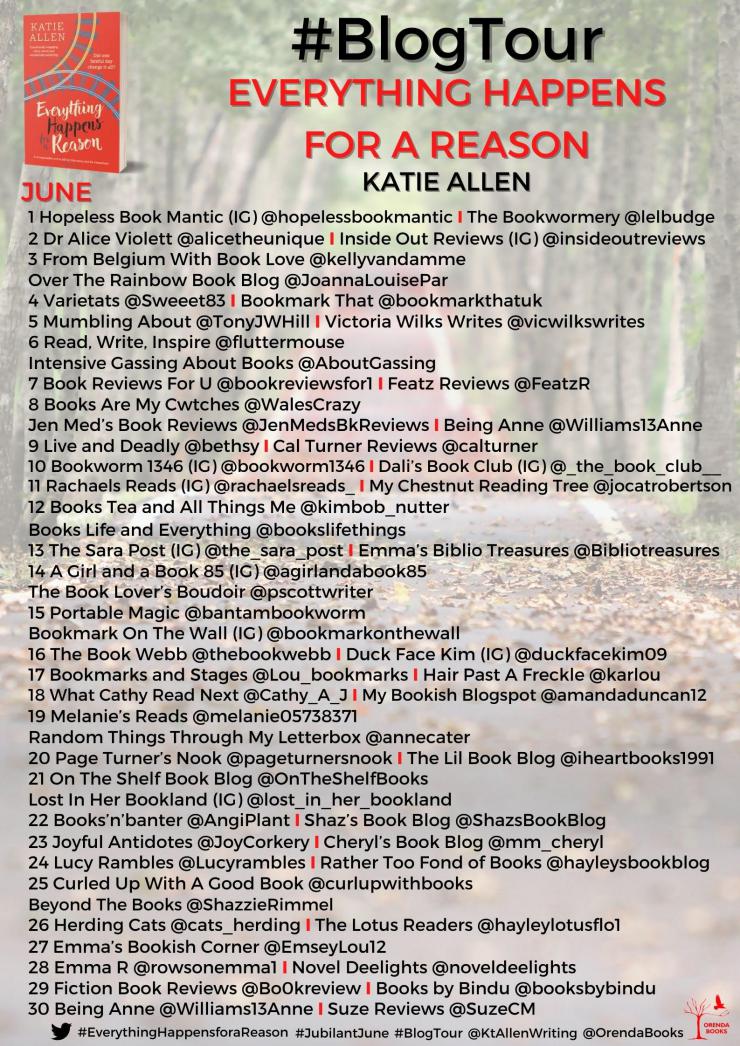 KATIE
ALLEN
Everything
Happens
for a
Reason
#BlogTour
EVERYTHING HAPPENS
FOR A REASON
KATIE ALLEN
JUNE
1 Hopeless Book Mantic (IG) @hopelessbookmantic I The Bookwormery @lelbudge
2 Dr Alice Violett @alicetheunique I Inside Out Reviews (IG) @insideoutreviews
3 From Belgium With Book Love @kellyvandamme
Over The Rainbow Book Blog @JoannaLouisePar
4 Varietats @Sweeet83 I Bookmark That @bookmarkthatuk
5 Mumbling About @TonyJWHill I Victoria Wilks Writes @vicwilkswrites
6 Read, Write, Inspire @fluttermouse
Intensive Gassing About Books @AboutGassing
7 Book Reviews For U @bookreviewsfor1 I Featz Reviews @FeatzR
8 Books Are My Cwtches @WalesCrazy
Jen Med's Book Reviews @JenMedsBkReviews I Being Anne @Williams13Anne
9 Live and Deadly @bethsy I Cal Turner Reviews @calturner
10 Bookworm 1346 (IG) @bookworm1346 I Dali's Book Club (IG) @_the_book_club__
11 Rachaels Reads (IG) @rachaelsreads_ I My Chestnut Reading Tree @jocatrobertson
12 Books Tea and All Things Me @kimbob_nutter
Books Life and Everything @bookslifethings
13 The Sara Post (IG) @the_sara_post I Emma's Biblio Treasures @Bibliotreasures
14 A Girl and a Book 85 (IG) @agirlandabook85
The Book Lover's Boudoir @pscottwriter
15 Portable Magic @bantambookworm
Bookmark On The Wall (IG) @bookmarkonthewall
16 The Book Webb @thebookwebb I Duck Face Kim (IG) @duckfacekim09
17 Bookmarks and Stages @Lou_bookmarks I Hair Past A Freckle @karlou
18 What Cathy Read Next @Cathy_A_J I My Bookish Blogspot @amandaduncan12
19 Melanie's Reads @melanie05738371
Random Things Through My Letterbox @annecater
20 Page Turner's Nook @pageturnersnook I The Lil Book Blog @iheartbooks1991
21 On The Shelf Book Blog @OnTheShelfBooks
Lost In Her Bookland (IG) @lost_in_her_bookland
22 Books'n'banter @AngiPlant I Shaz's Book Blog @ShazsBookBlog
23 Joyful Antidotes @JoyCorkery I Cheryl's Book Blog @mm_cheryl
24 Lucy Rambles @Lucyrambles I Rather Too Fond of Books @hayleysbookblog
25 Curled Up With A Good Book @curlupwithbooks
Beyond The Books @ShazzieRimmel
26 Herding Cats @cats_herding I The Lotus Readers @hayleylotusflo1
27 Emma's Bookish Corner @EmseyLou12
28 Emma R @rowsonemma1 I Novel Deelights @noveldeelights
29 Fiction Book Reviews @Bo0kreview I Books by Bindu @booksbybindu
30 Being Anne @Williams13Anne I Suze Reviews @SuzeCM
#EverythingHappensforaReason #JubilantJune #BlogTour @KtAllenWriting @OrendaBooks
ORENDA
BOOKS